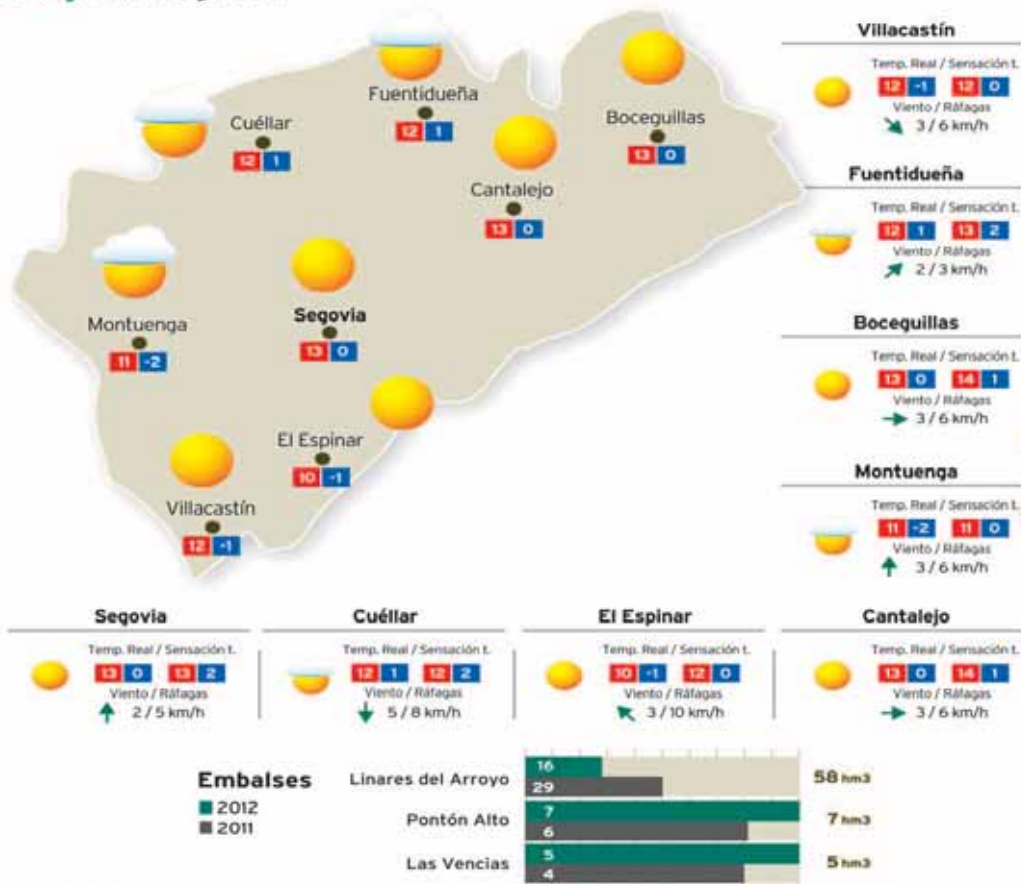 Fuentidueña
12 1
Cuéllar
12 1
Boceguillas
13 0
Cantalejo
13 0
Montuenga
11 -2
Segovia
13 0
El Espinar
10 -1
Villacastín
12 -1
Villacastín
Temp. Real / Sensación t.
12 -1 12 0
Viento / Ráfagas
3 / 6 km/h
Fuentidueña
Temp. Real / Sensación t.
12 1 13 2
Viento / Ráfagas
2 / 3 km/h
Boceguillas
Temp. Real / Sensación t.
13 0 14 1
Viento / Ráfagas
3 / 6 km/h
Montuenga
Temp. Real / Sensación t.
11 -2 11 0
Viento / Ráfagas
3 / 6 km/h
Segovia
Temp. Real / Sensación t.
13 0 13 2
Viento / Ráfagas
2 / 5 km/h
Cuéllar
Temp. Real / Sensación t.
12 1 12 2
Viento / Ráfagas
5 / 8 km/h
El Espinar
Temp. Real / Sensación t.
10 -1 12 0
Viento / Ráfagas
3 / 10 km/h
Cantalejo
Temp. Real / Sensación t.
13 0 14 1
Viento / Ráfagas
3 / 6 km/h
Embalses
2012
2011
Linares del Arroyo 16 58 hm3
29
Pontón Alto 7 7 hm3
6
Las Vencias 5 5 hm3
4